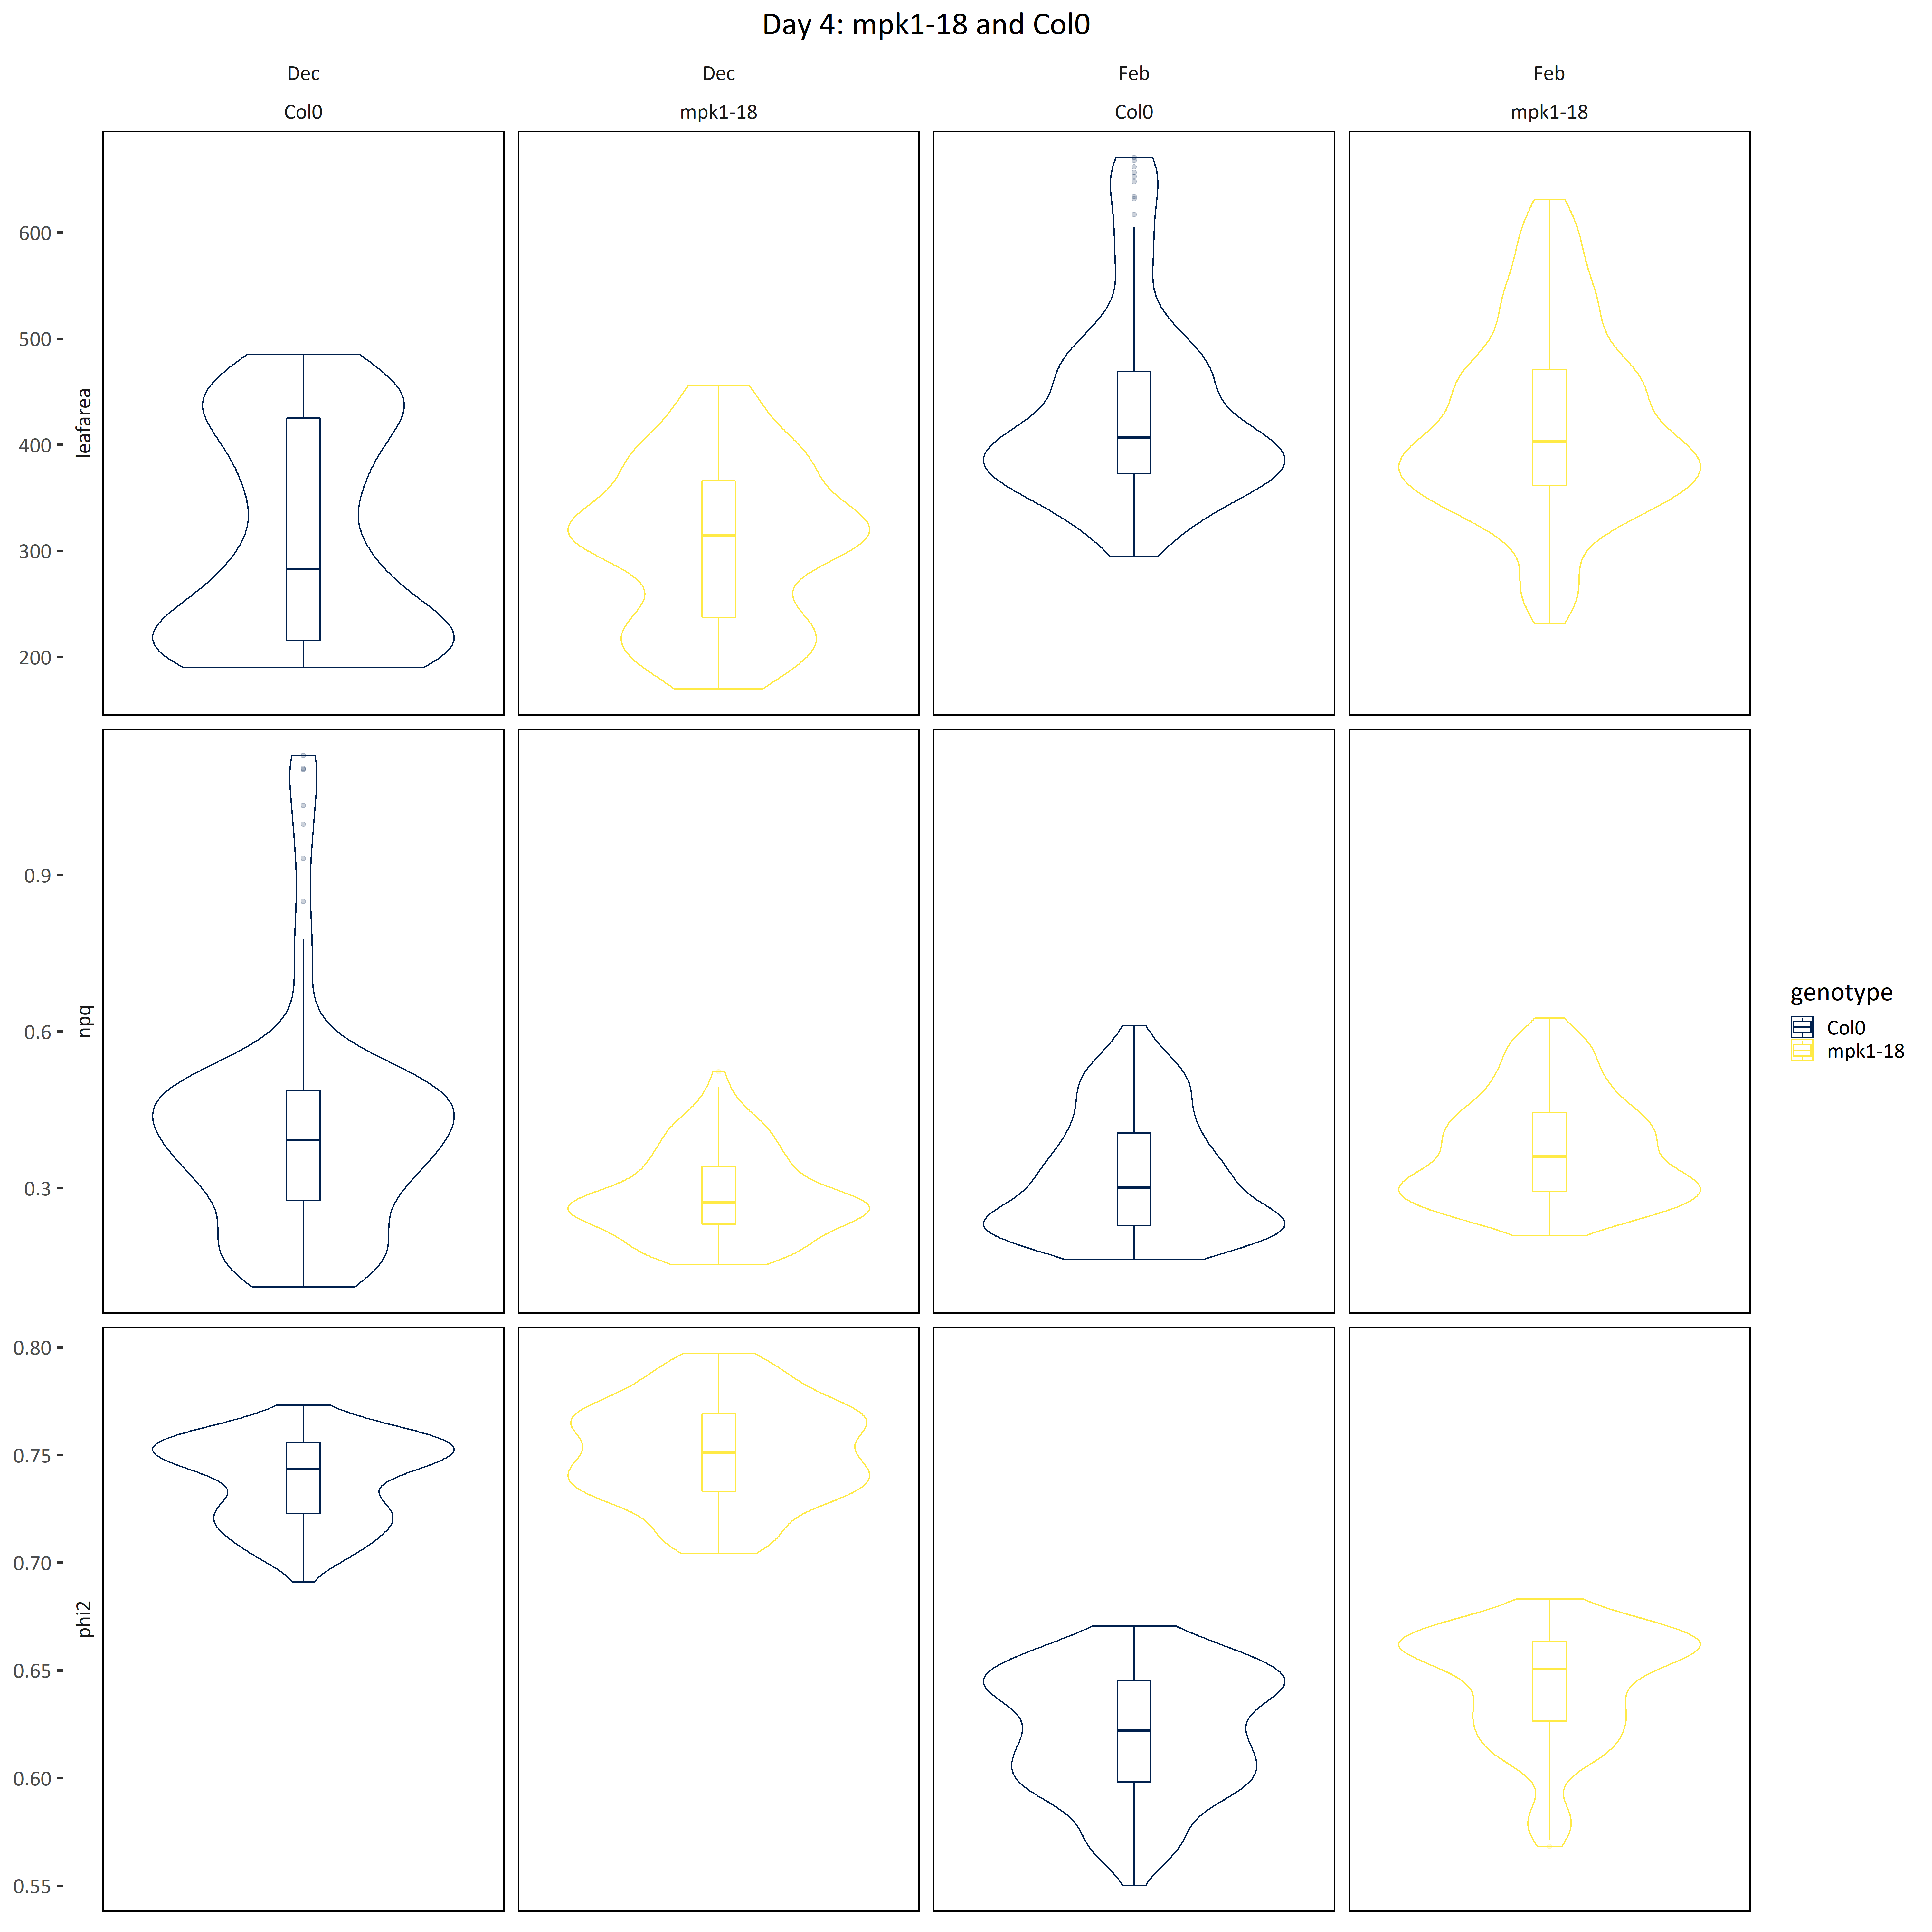 Day 4: mpk1-18 and Col0
Dec
Dec
Feb
Feb
Col0
mpk1-18
Col0
mpk1-18
600
500
400
300
200
leafarea
0.9
0.6
0.3
npq
genotype
Col0
mpk1-18
0.80
0.75
0.70
0.65
0.60
0.55
phi2